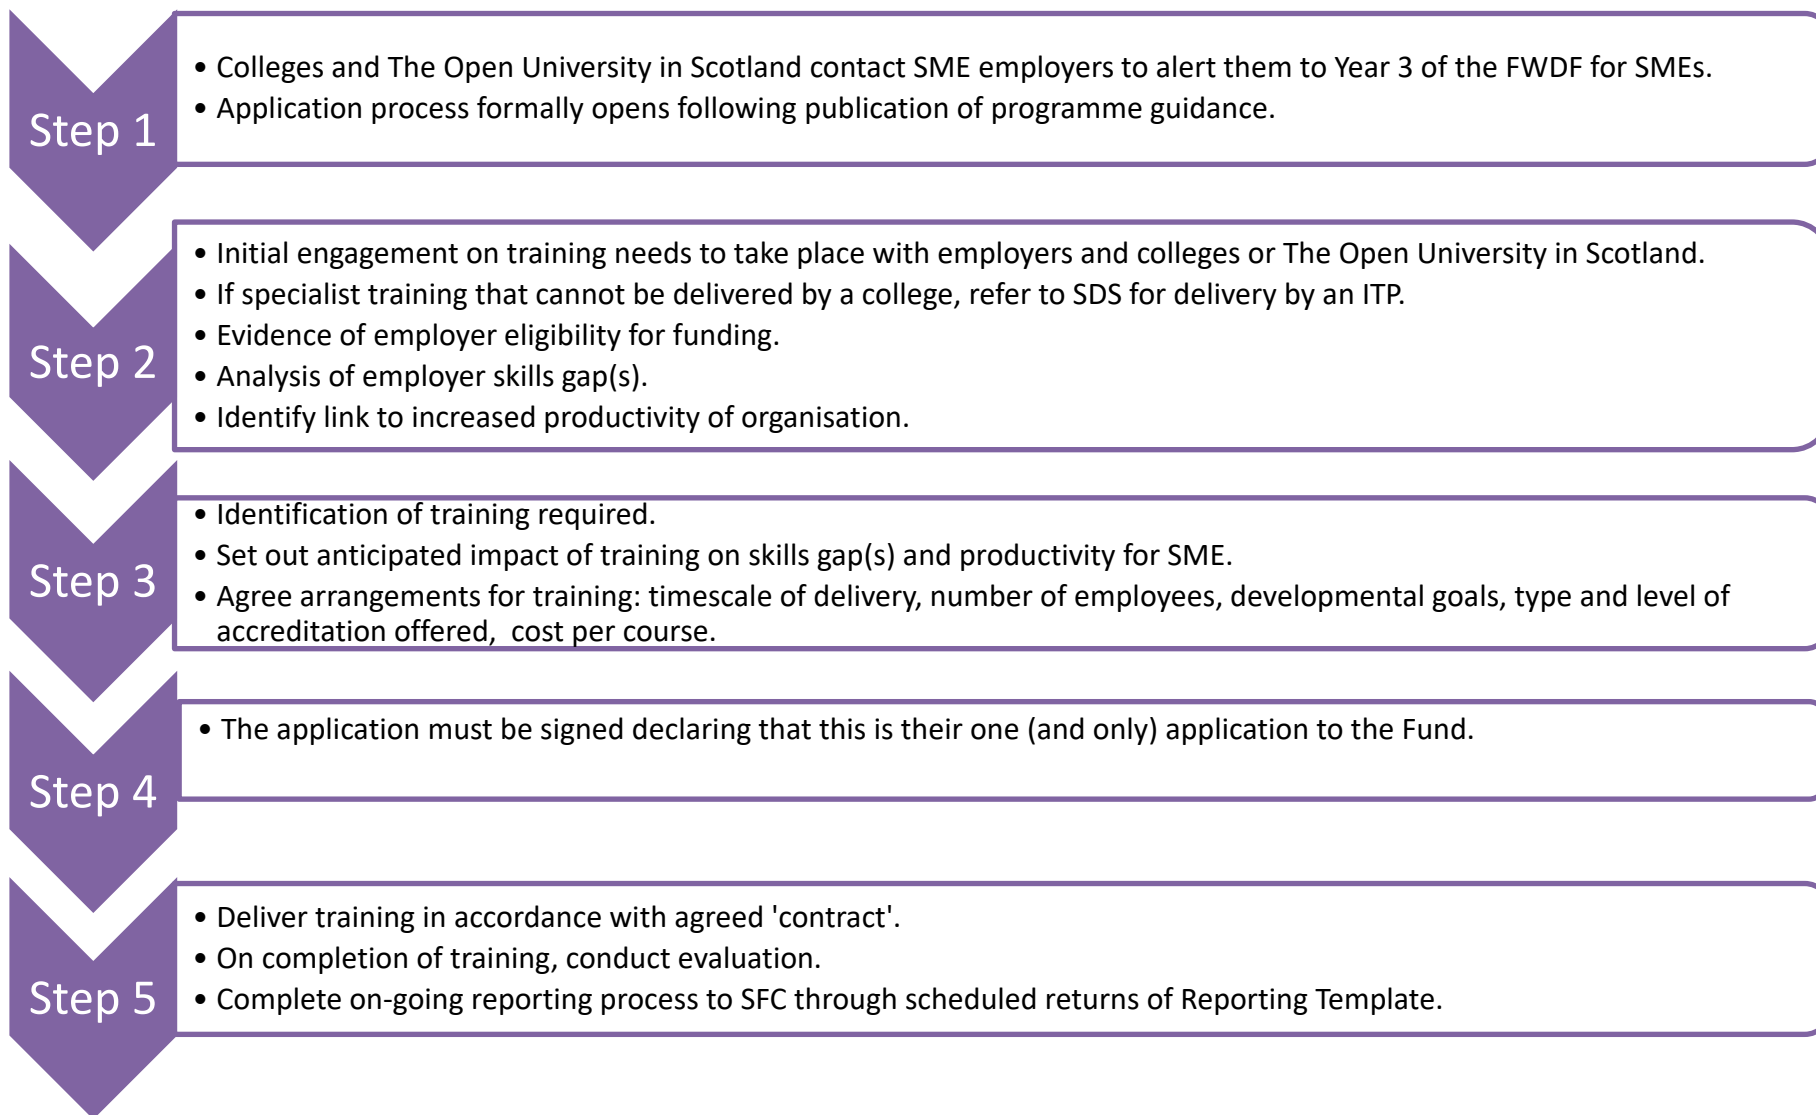 Step 1
• Colleges and The Open University in Scotland contact SME employers to alert them to Year 3 of the FWDF for SMEs.
• Application process formally opens following publication of programme guidance.
Step 2
• Initial engagement on training needs to take place with employers and colleges or The Open University in Scotland.
• If specialist training that cannot be delivered by a college, refer to SDS for delivery by an ITP.
• Evidence of employer eligibility for funding.
• Analysis of employer skills gap(s).
• Identify link to increased productivity of organisation.
Step 3
• Identification of training required.
• Set out anticipated impact of training on skills gap(s) and productivity for SME.
• Agree arrangements for training: timescale of delivery, number of employees, developmental goals, type and level of
accreditation offered,  cost per course.
Step 4
• The application must be signed declaring that this is their one (and only) application to the Fund.
Step 5
• Deliver training in accordance with agreed 'contract'.
• On completion of training, conduct evaluation.
• Complete on-going reporting process to SFC through scheduled returns of Reporting Template.